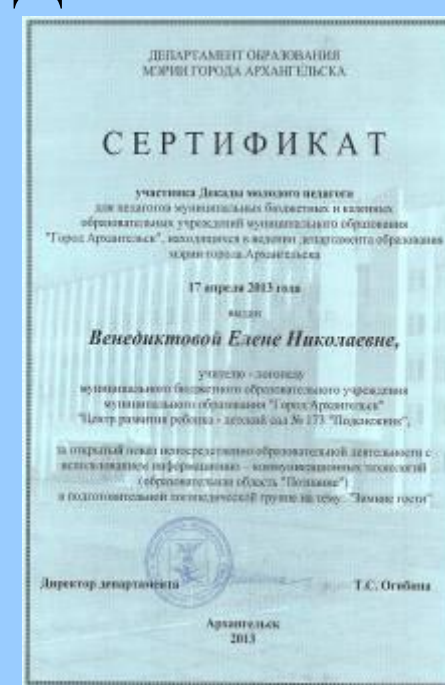 ДЕПАРТАМЕНТ ОБРАЗОВАНИЯ
МЭРИИ ГОРОДА АРХАНГЕЛЬСКА
СЕРТИФИКАТ
участника Декады молодого педагога
для педагогов муниципальных бюджетных и казенных
образовательных учреждений муниципального образования
"Город Архангельск", находящихся в ведении департамента образования
мэрии города Архангельска
17 апреля 2013 года
выдан
Венедиктовой Елене Николаевне,
учителю - логопеду
муниципального бюджетного образовательного учреждения
муниципального образования "Город Архангельск"
"Центр развития ребенка - детский сад № 173 "Подснежник",
за открытый показ непосредственно образовательной деятельности с
использованием информационно - коммуникационных технологий
(образовательная область "Познание")
в подготовительной логопедической группе на тему: "Зимние гости"
Директор департамента Т.С. Огибина
Архангельск
2013